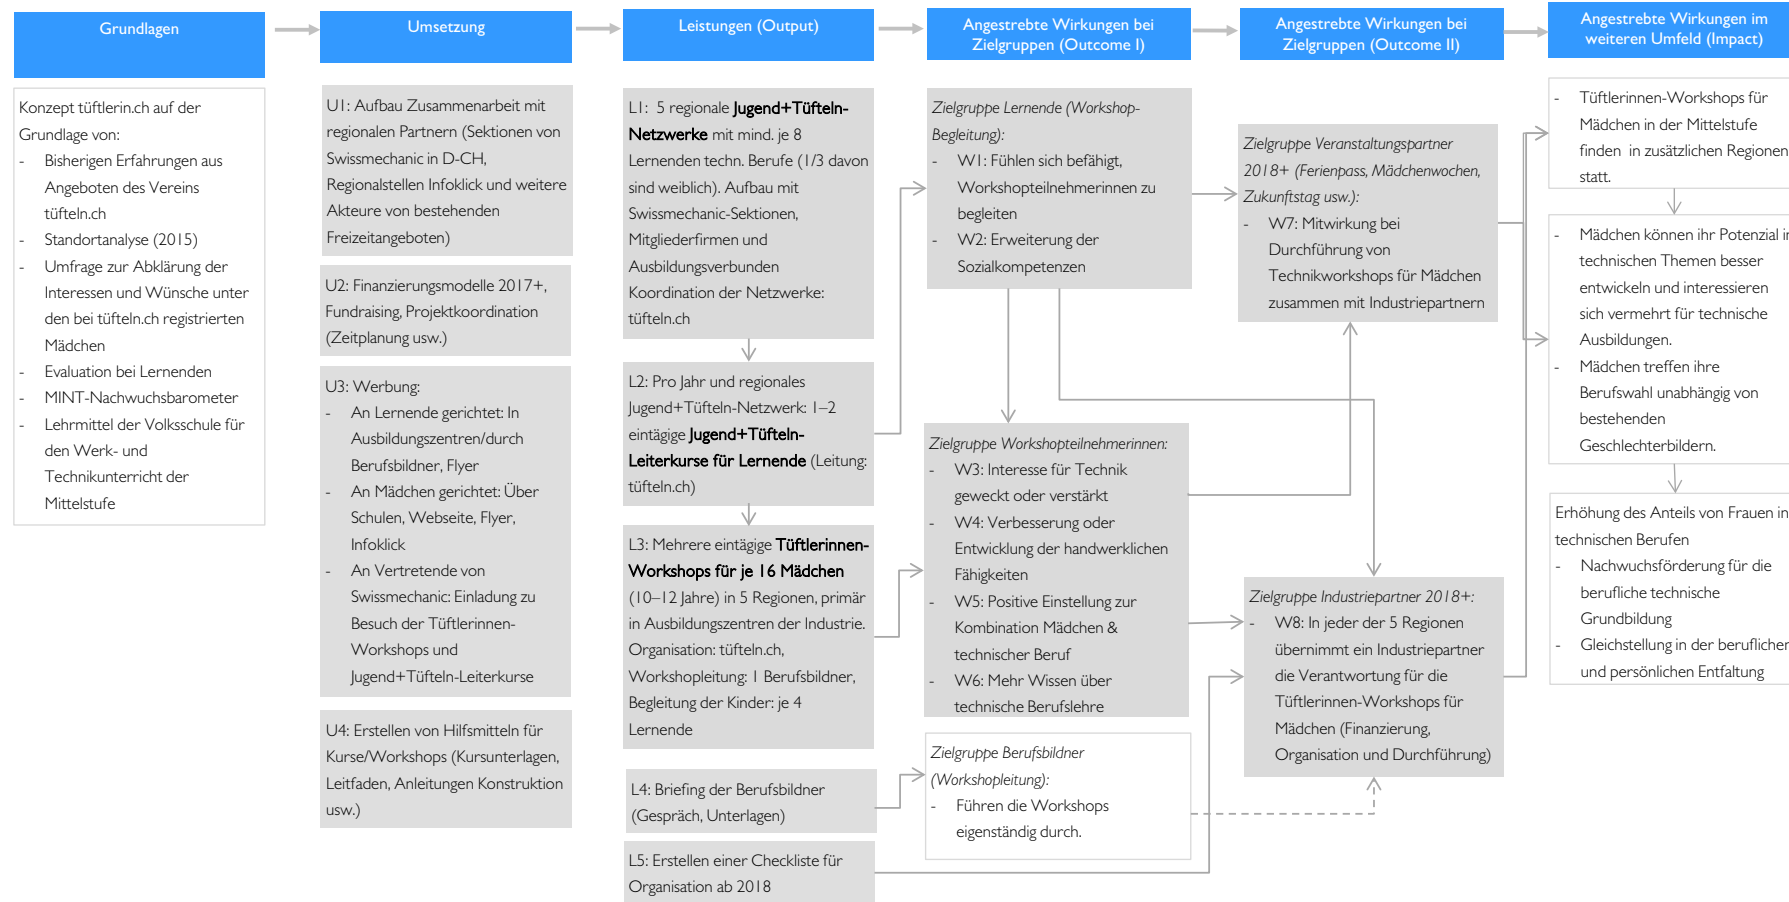 Grundlagen
Konzept tüftlerin.ch auf der
Grundlage von:
- Bisherigen Erfahrungen aus
Angeboten des Vereins
tüfteln.ch
- Standortanalyse (2015)
- Umfrage zur Abklärung der
Interessen und Wünsche unter
den bei tüfteln.ch registrierten
Mädchen
- Evaluation bei Lernenden
- MINT-Nachwuchsbarometer
- Lehrmittel der Volksschule für
den Werk- und
Technikunterricht der
Mittelstufe
Umsetzung
U1: Aufbau Zusammenarbeit mit
regionalen Partnern (Sektionen von
Swissmechanic in D-CH,
Regionalstellen Infoklick und weitere
Akteure von bestehenden
Freizeitangeboten)
U2: Finanzierungsmodelle 2017+,
Fundraising, Projektkoordination
(Zeitplanung usw.)
U3: Werbung:
- An Lernende gerichtet: In
Ausbildungszentren/durch
Berufsbildner, Flyer
- An Mädchen gerichtet: Über
Schulen, Webseite, Flyer,
Infoklick
- An Vertretende von
Swissmechanic: Einladung zu
Besuch der Tüftlerinnen-
Workshops und
Jugend+Tüfteln-Leiterkurse
U4: Erstellen von Hilfsmitteln für
Kurse/Workshops (Kursunterlagen,
Leitfaden, Anleitungen Konstruktion
usw.)
Leistungen (Output)
L1: 5 regionale Jugend+Tüfteln-
Netzwerke mit mind. je 8
Lernenden techn. Berufe (1/3 davon
sind weiblich). Aufbau mit
Swissmechanic-Sektionen,
Mitgliederfirmen und
Ausbildungsverbunden
Koordination der Netzwerke:
tüfteln.ch
L2: Pro Jahr und regionales
Jugend+Tüfteln-Netzwerk: 1–2
eintägige Jugend+Tüfteln-
Leiterkurse für Lernende (Leitung:
tüfteln.ch)
L3: Mehrere eintägige Tüftlerinnen-
Workshops für je 16 Mädchen
(10–12 Jahre) in 5 Regionen, primär
in Ausbildungszentren der Industrie.
Organisation: tüfteln.ch,
Workshopleitung: 1 Berufsbildner,
Begleitung der Kinder: je 4
Lernende
L4: Briefing der Berufsbildner
(Gespräch, Unterlagen)
L5: Erstellen einer Checkliste für
Organisation ab 2018
Angestrebte Wirkungen bei
Zielgruppen (Outcome I)
Zielgruppe Lernende (Workshop-
Begleitung):
- W1: Fühlen sich befähigt,
Workshopteilnehmerinnen zu
begleiten
- W2: Erweiterung der
Sozialkompetenzen
Zielgruppe Workshopteilnehmerinnen:
- W3: Interesse für Technik
geweckt oder verstärkt
- W4: Verbesserung oder
Entwicklung der handwerklichen
Fähigkeiten
- W5: Positive Einstellung zur
Kombination Mädchen &
technischer Beruf
- W6: Mehr Wissen über
technische Berufslehre
Zielgruppe Berufsbildner
(Workshopleitung):
- Führen die Workshops
eigenständig durch.
Angestrebte Wirkungen bei
Zielgruppen (Outcome II)
Zielgruppe Veranstaltungspartner
2018+ (Ferienpass, Mädchenwochen,
Zukunftstag usw.):
- W7: Mitwirkung bei
Durchführung von
Technikworkshops für Mädchen
zusammen mit Industriepartnern
Zielgruppe Industriepartner 2018+:
- W8: In jeder der 5 Regionen
übernimmt ein Industriepartner
die Verantwortung für die
Tüftlerinnen-Workshops für
Mädchen (Finanzierung,
Organisation und Durchführung)
Angestrebte Wirkungen im
weiteren Umfeld (Impact)
- Tüftlerinnen-Workshops für
Mädchen in der Mittelstufe
finden in zusätzlichen Regionen
statt.
- Mädchen können ihr Potenzial in
technischen Themen besser
entwickeln und interessieren
sich vermehrt für technische
Ausbildungen.
- Mädchen treffen ihre
Berufswahl unabhängig von
bestehenden
Geschlechterbildern.
Erhöhung des Anteils von Frauen in
technischen Berufen
- Nachwuchsförderung für die
berufliche technische
Grundbildung
- Gleichstellung in der beruflichen
und persönlichen Entfaltung